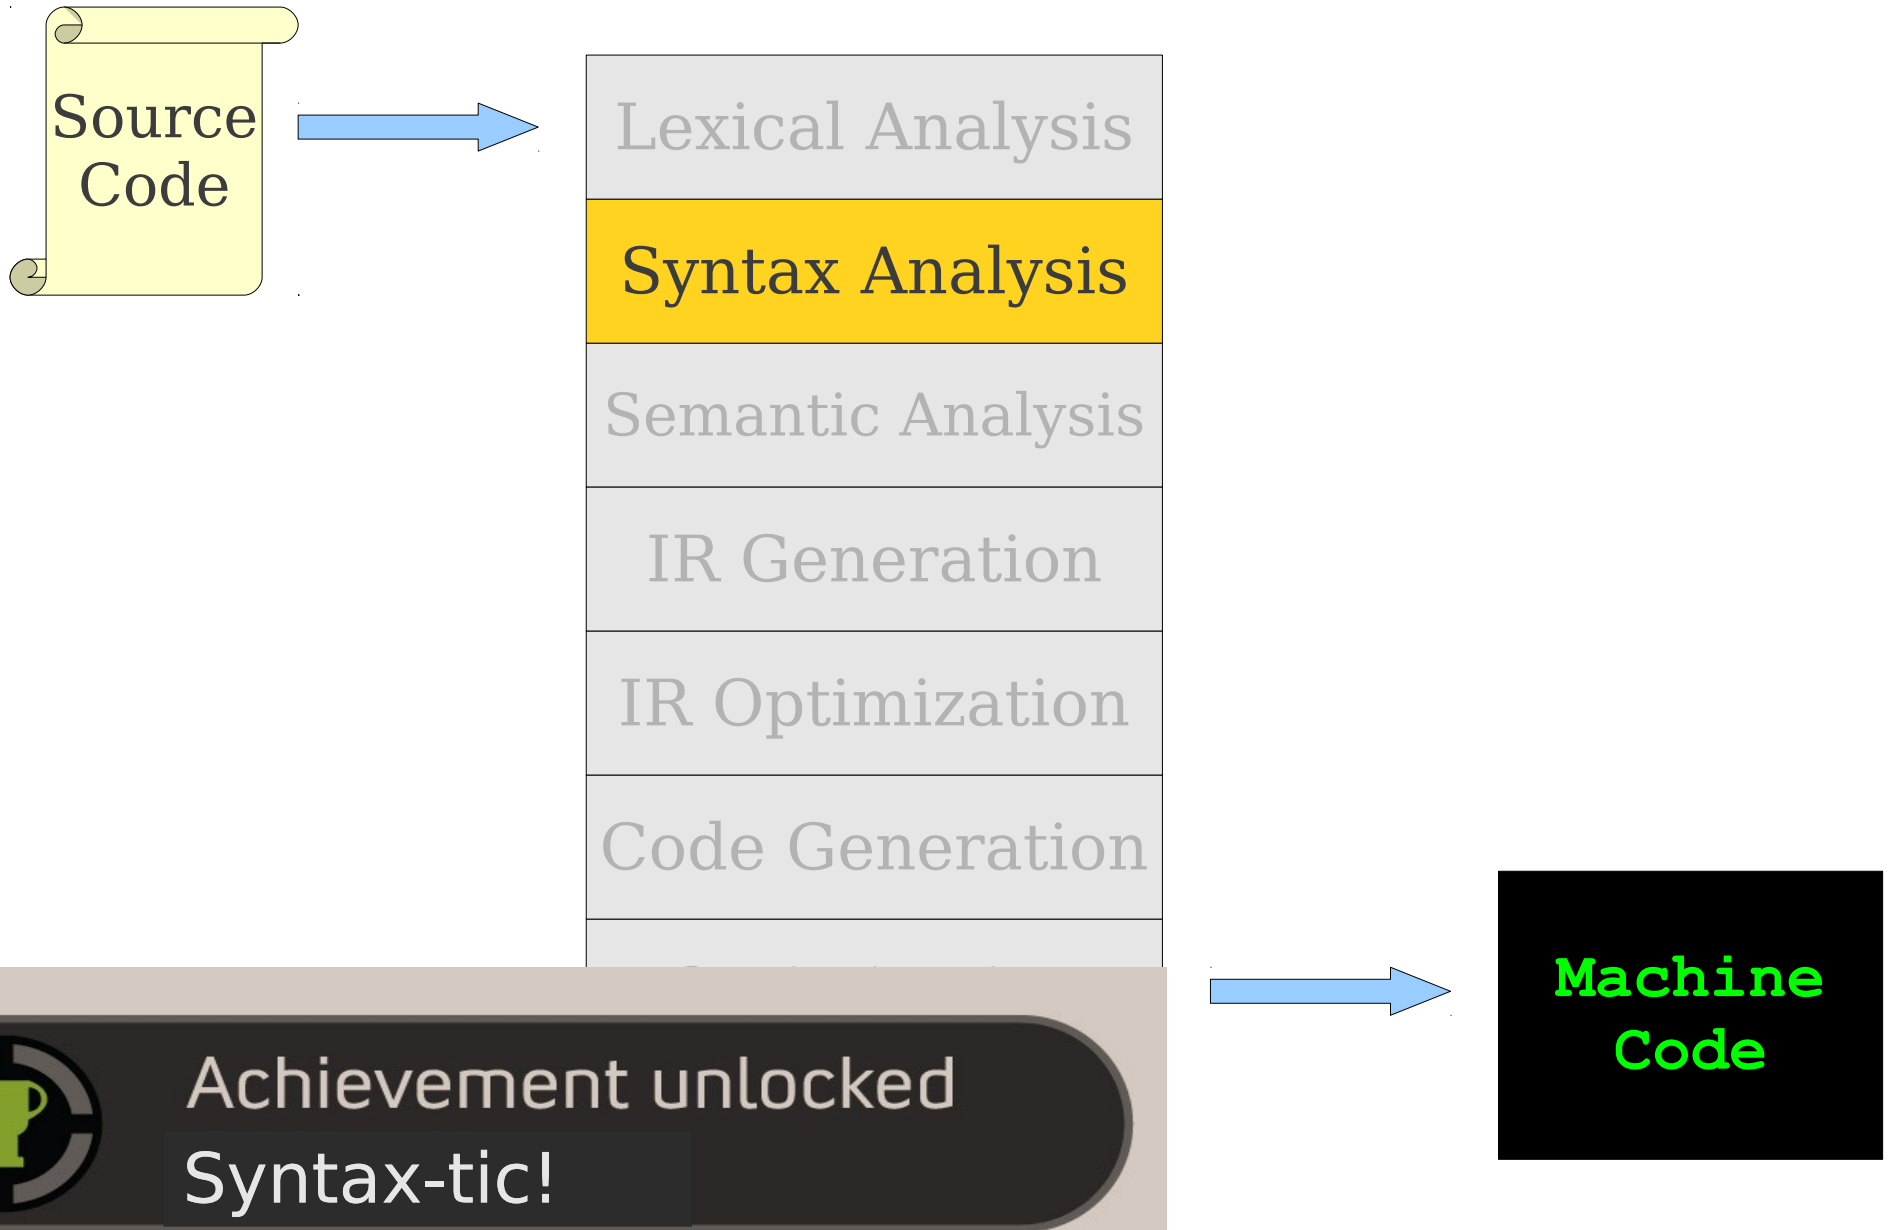 Source
Code
Lexical Analysis
Syntax Analysis
Semantic Analysis
IR Generation
IR Optimization
Code Generation
Machine
Code
Achievement unlocked
Syntax-tic!